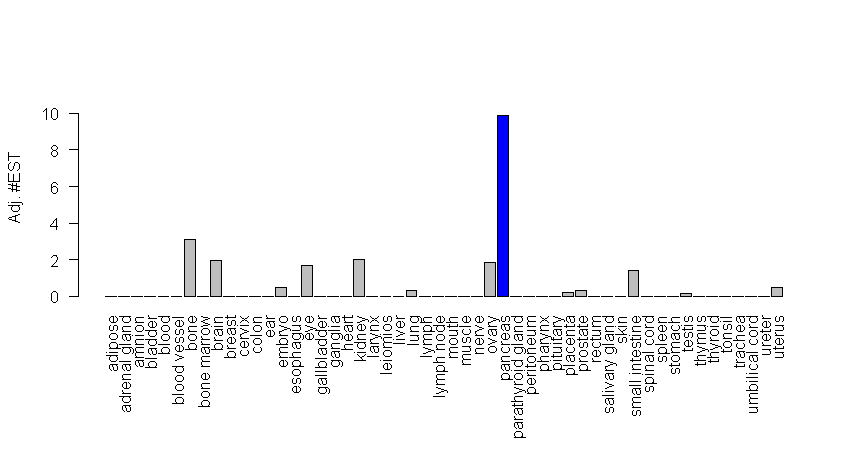 Adj. #EST
10
8
6
4
2
0
adipose
adrenal gland
amnion
bladder
blood
blood vessel
bone
bone marrow
brain
breast
cervix
colon
ear
embryo
esophagus
eye
gallbladder
ganglia
heart
kidney
larynx
leiomios
liver
lung
lymph
lymph node
mouth
muscle
nerve
ovary
pancreas
parathyroid gland
peritoneum
pharynx
pituitary
placenta
prostate
rectum
salivary gland
skin
small intestine
spinal cord
spleen
stomach
testis
thymus
thyroid
tonsil
trachea
umbilical cord
ureter
uterus